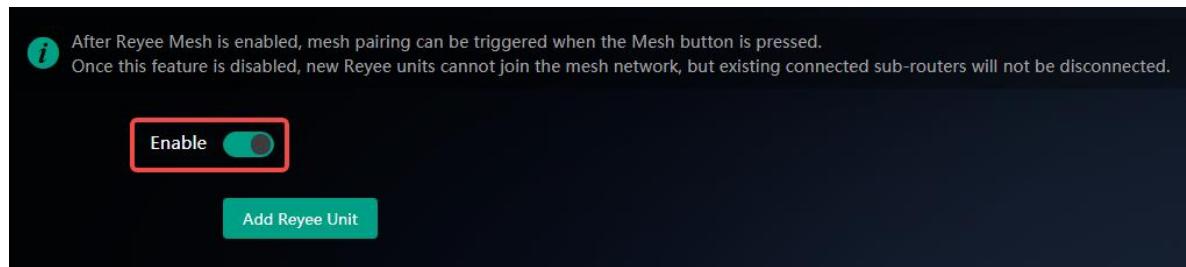 After Reyee Mesh is enabled, mesh pairing can be triggered when the Mesh button is pressed.
Once this feature is disabled, new Reyee units cannot join the mesh network, but existing connected sub-routers will not be disconnected.
Enable
Add Reyee Unit